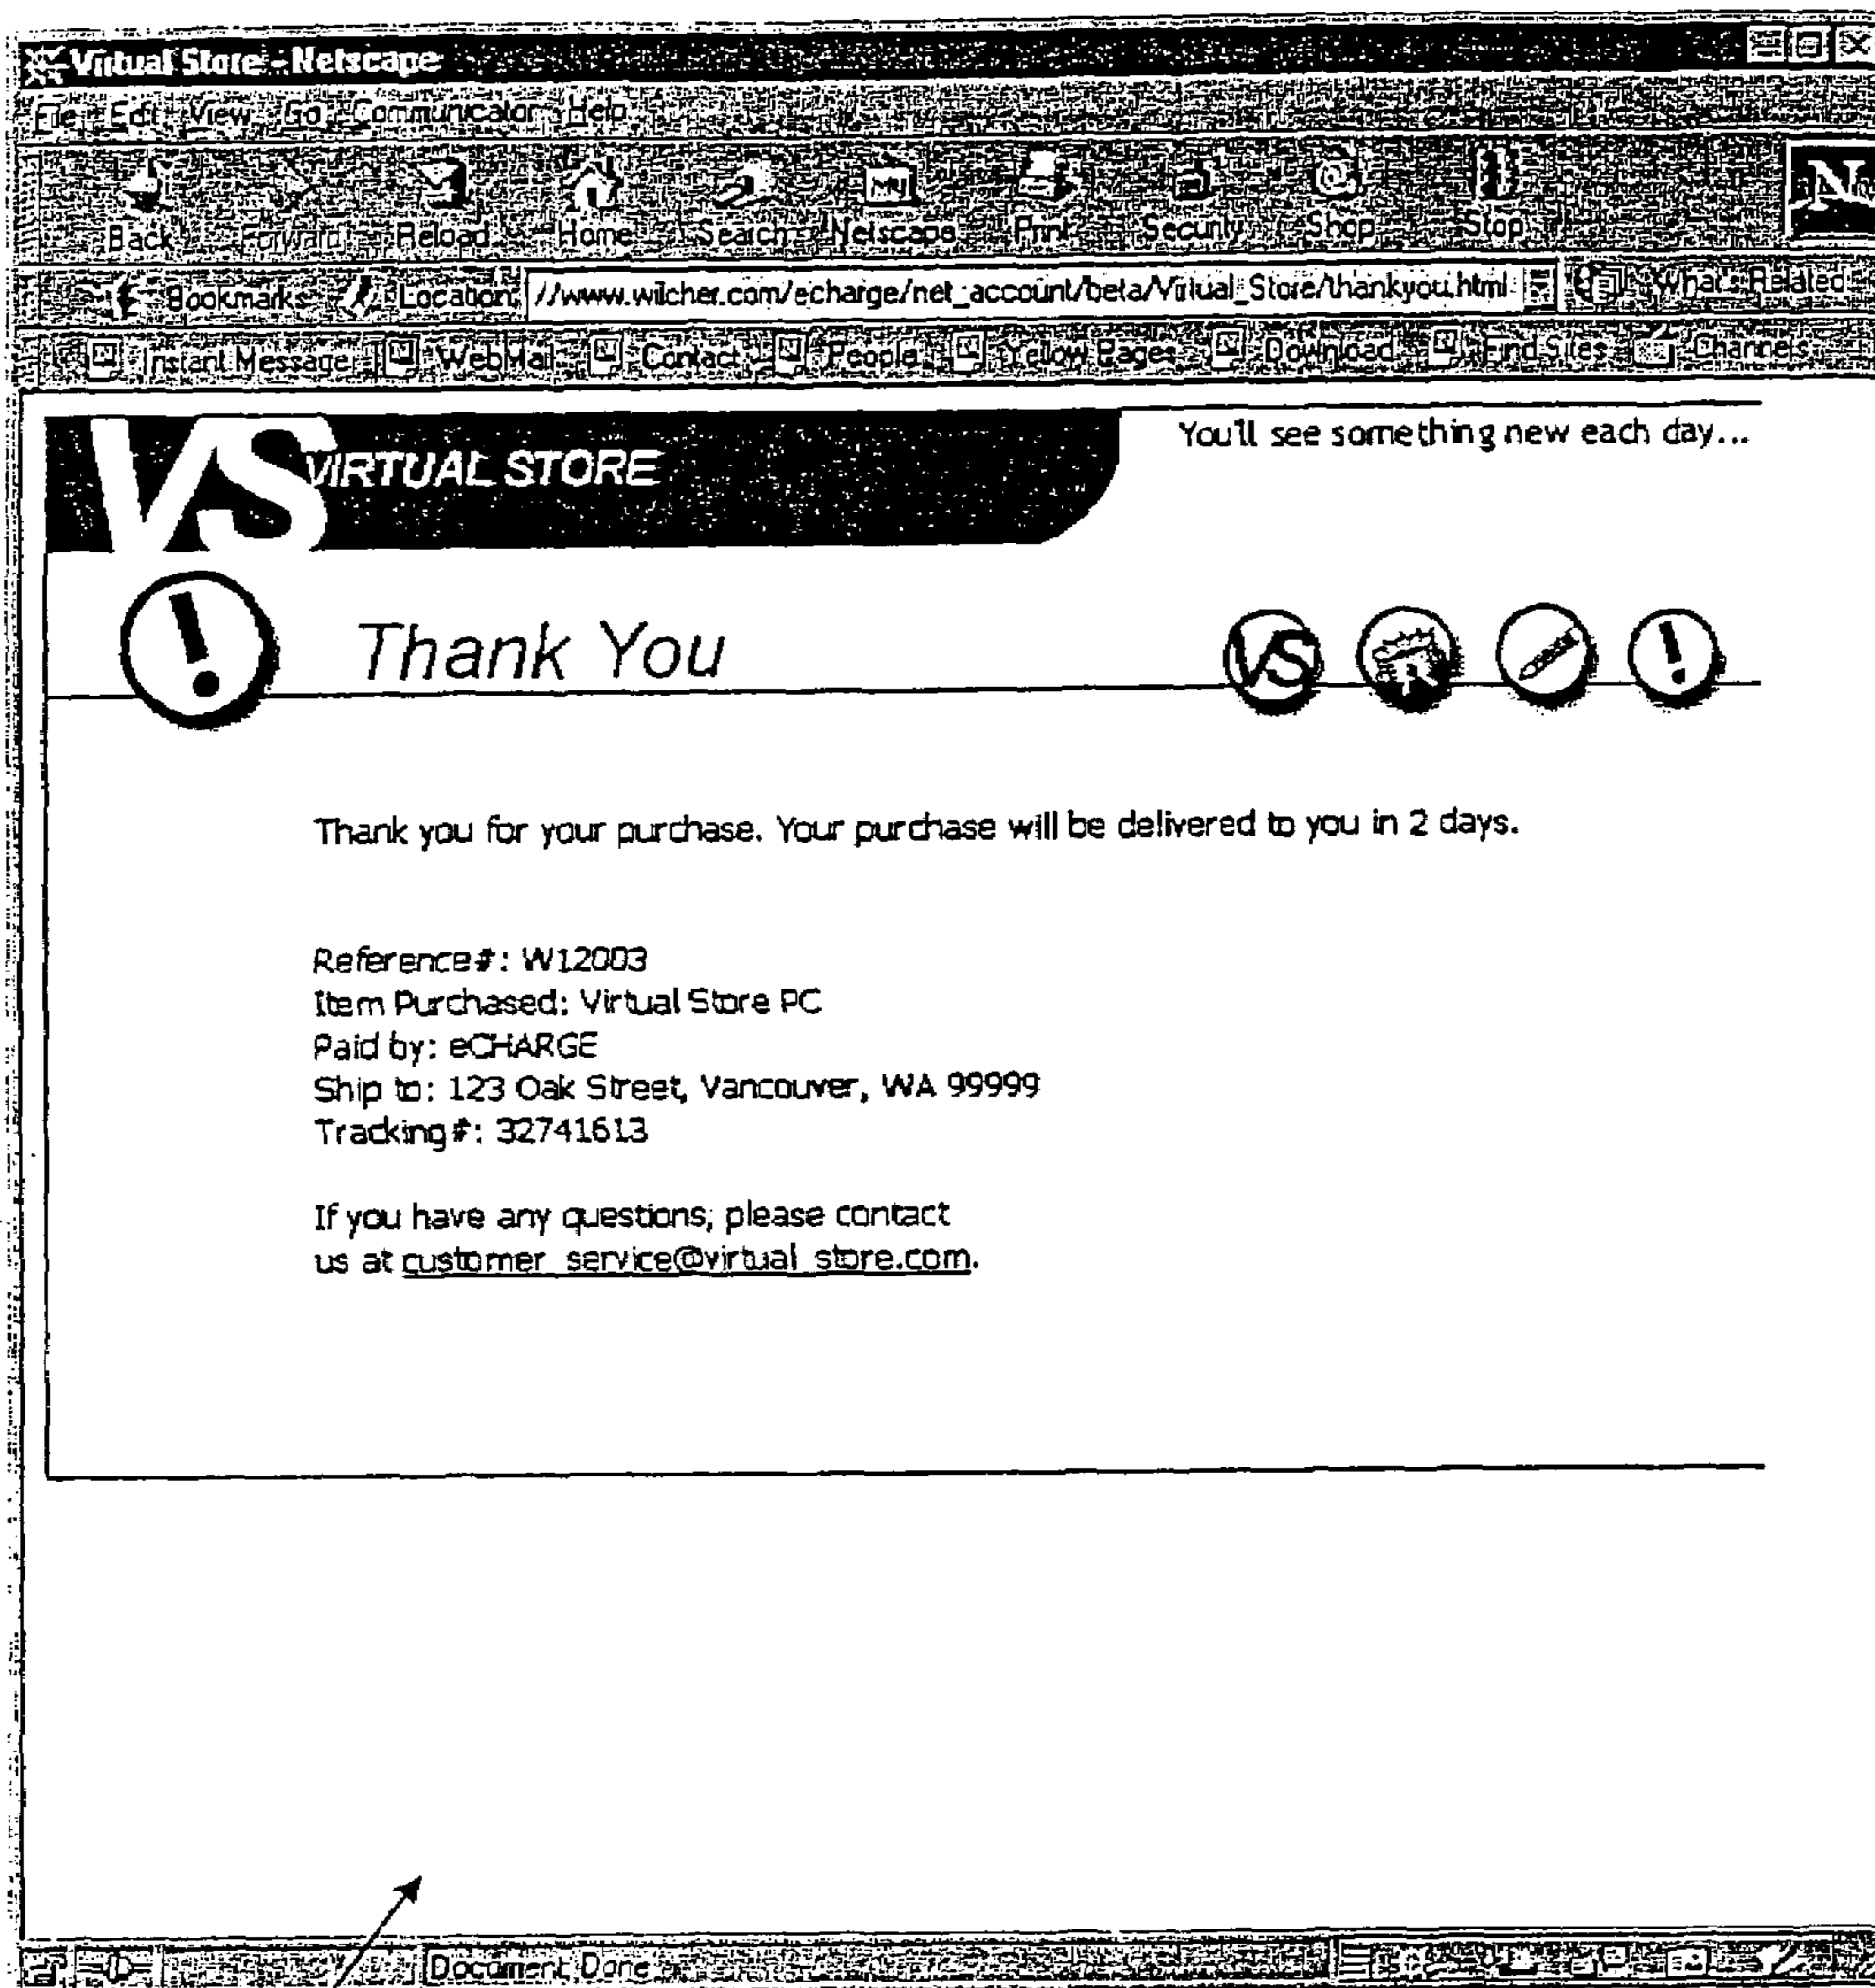 Virtual Store - Netscape
File Edit View Go Communicator Help
My N
Back Forward Reload Home Search Netscape Print Security Shop Stop
Bookmarks Location: //www.wilcher.com/echarge/net_account/beta/Virtual_Store/thankyou.html What's Related
Instant Message WebMail Contact People Yellow Pages Download Find Sites Channels
VS VIRTUAL STORE
You'll see something new each day...
! Thank You VS !
Thank you for your purchase. Your purchase will be delivered to you in 2 days.
Reference#: W12003
Item Purchased: Virtual Store PC
Paid by: eCHARGE
Ship to: 123 Oak Street, Vancouver, WA 99999
Tracking#: 32741613
If you have any questions, please contact
us at customer_service@virtual_store.com.
Document Done